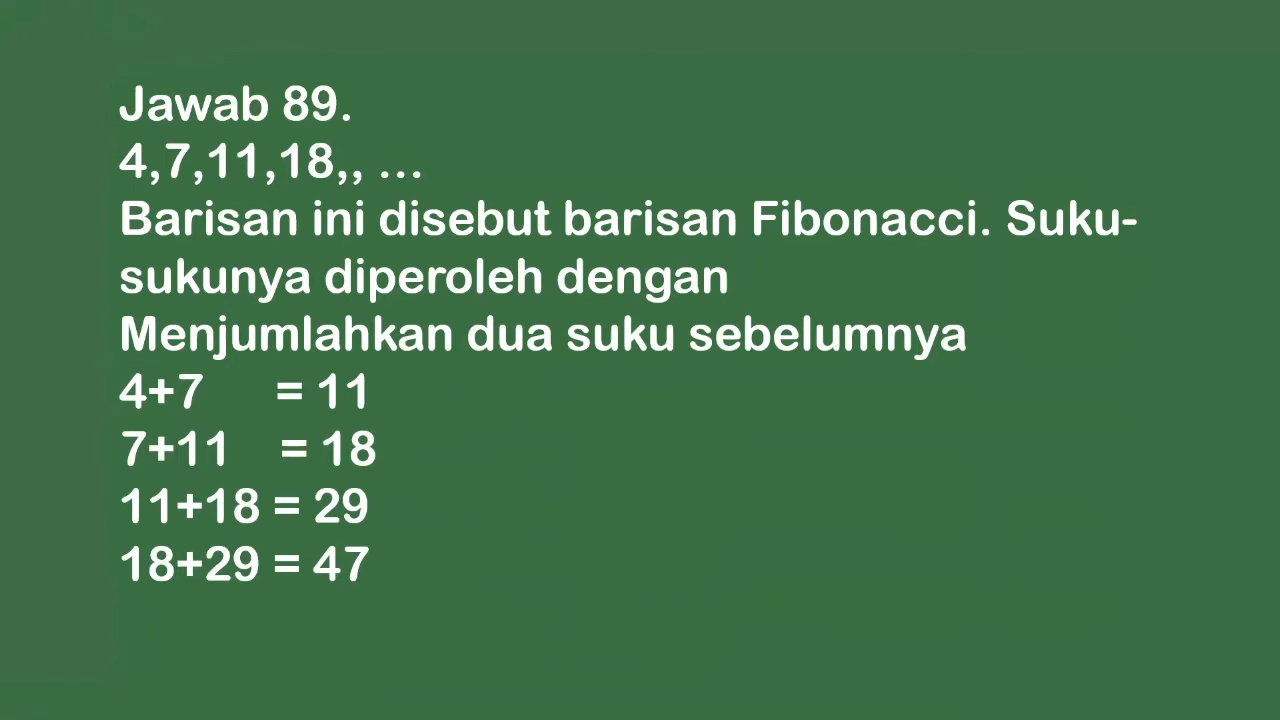 Jawab 89.
4,7,11,18,, ...
Barisan ini disebut barisan Fibonacci. Suku-
sukunya diperoleh dengan
Menjumlahkan dua suku sebelumnya
4+7 = 11
7+11 = 18
11+18 = 29
18+29 = 47